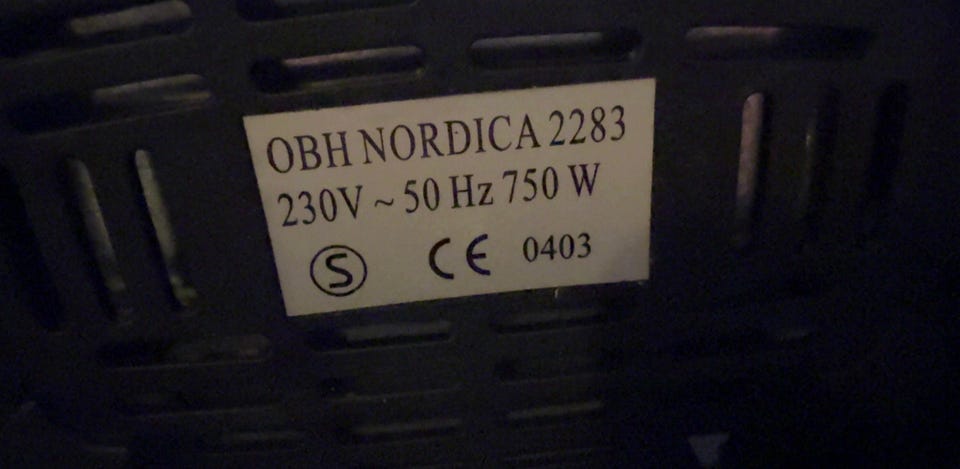 OBH NORDICA 2283
230V ~ 50 Hz 750 W
S CE 0403